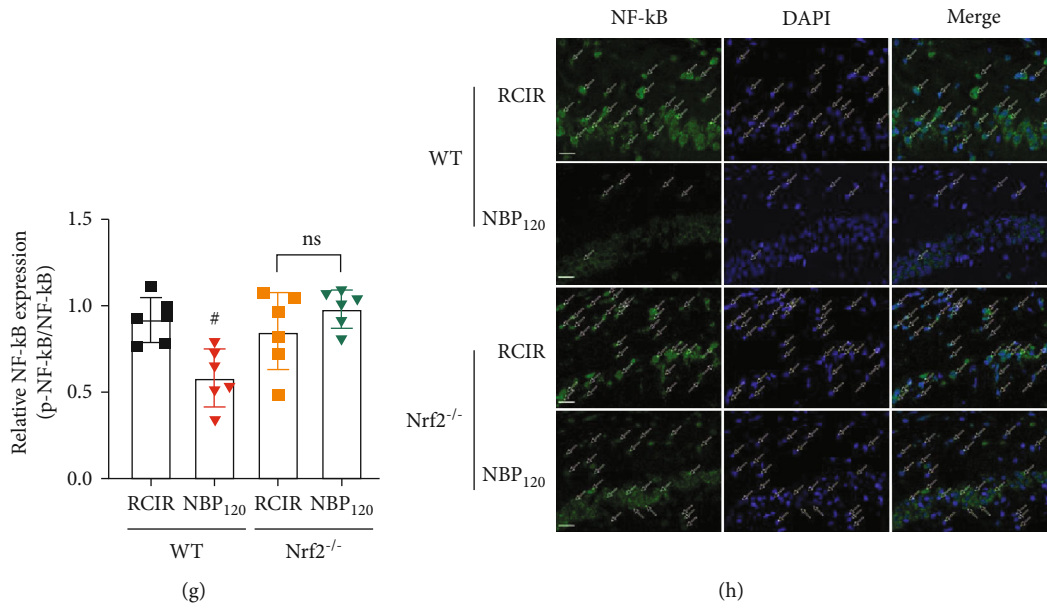 Relative NF-kB expression
(p-NF-kB/NF-kB)
1.5
1.0
0.5
0.0
#
ns
RCIR NBP120 RCIR NBP120
WT Nrf2-/-
(g)
NF-kB DAPI Merge
WT
RCIR
NBP120
Nrf2-/-
RCIR
NBP120
(h)